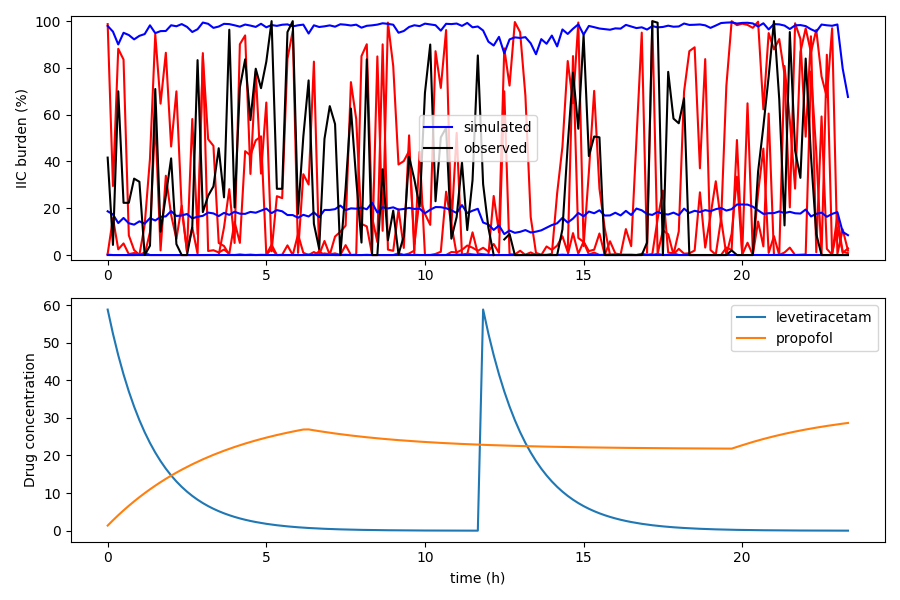 100
80
60
40
20
0
IIC burden (%)
simulated
observed
0 5 10 15 20
60
50
40
30
20
10
0
Drug concentration
levetiracetam
propofol
0 5 10 15 20
time (h)